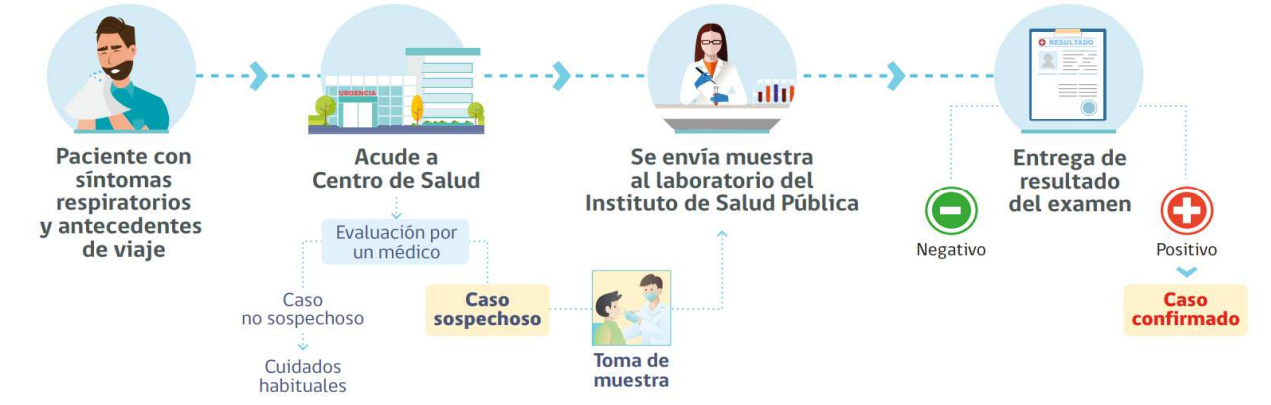 Paciente con
síntomas
respiratorios
y antecedentes
de viaje
URGENCIA
Acude a
Centro de Salud
Evaluación por
un médico
Caso
no sospechoso
Cuidados
habituales
Caso
sospechoso
Toma de
muestra
Se envía muestra
al laboratorio del
Instituto de Salud Pública
RESULTADO
Entrega de
resultado
del examen
Negativo
Positivo
Caso
confirmado